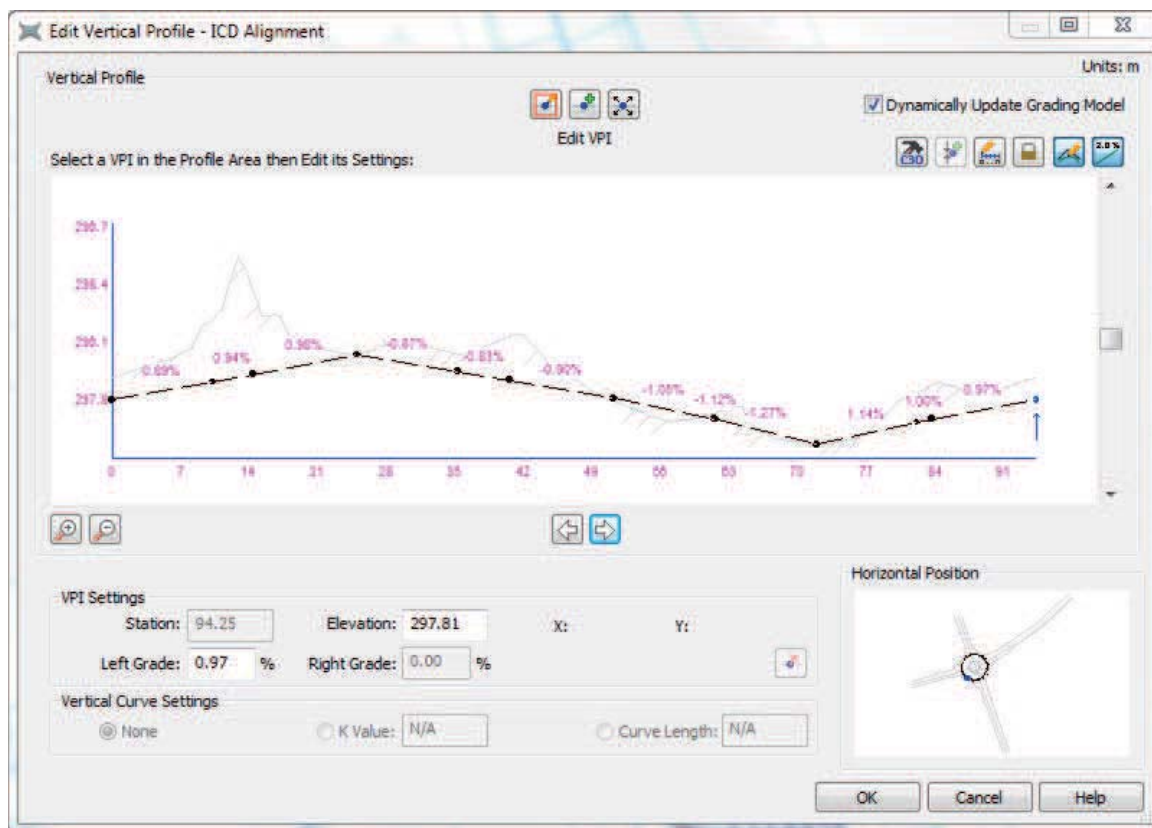 Edit Vertical Profile - ICD Alignment
Units: m
Vertical Profile
Dynamically Update Grading Model
Edit VPI
Select a VPI in the Profile Area then Edit its Settings:
C3D
2.0 %
298.7
298.4
298.1
297.8
0.89% 0.94% 0.98% -0.87% -0.83% -0.90% -1.08% -1.12% -1.27% 1.14% 1.00% 0.97%
0 7 14 21 28 35 42 49 56 63 70 77 84 91
Horizontal Position
VPI Settings
Station: 94.25 Elevation: 297.81 X: Y:
Left Grade: 0.97 % Right Grade: 0.00 %
Vertical Curve Settings
None K Value: N/A Curve Length: N/A
OK Cancel Help